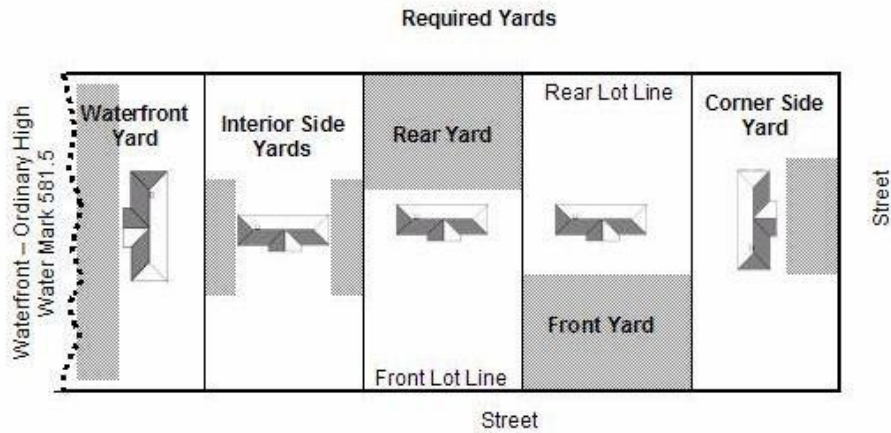 Required Yards
Waterfront – Ordinary High
Water Mark 581.5
Waterfront
Yard
Interior Side
Yards
Rear Yard
Rear Lot Line
Corner Side
Yard
Street
Front Yard
Front Lot Line
Street